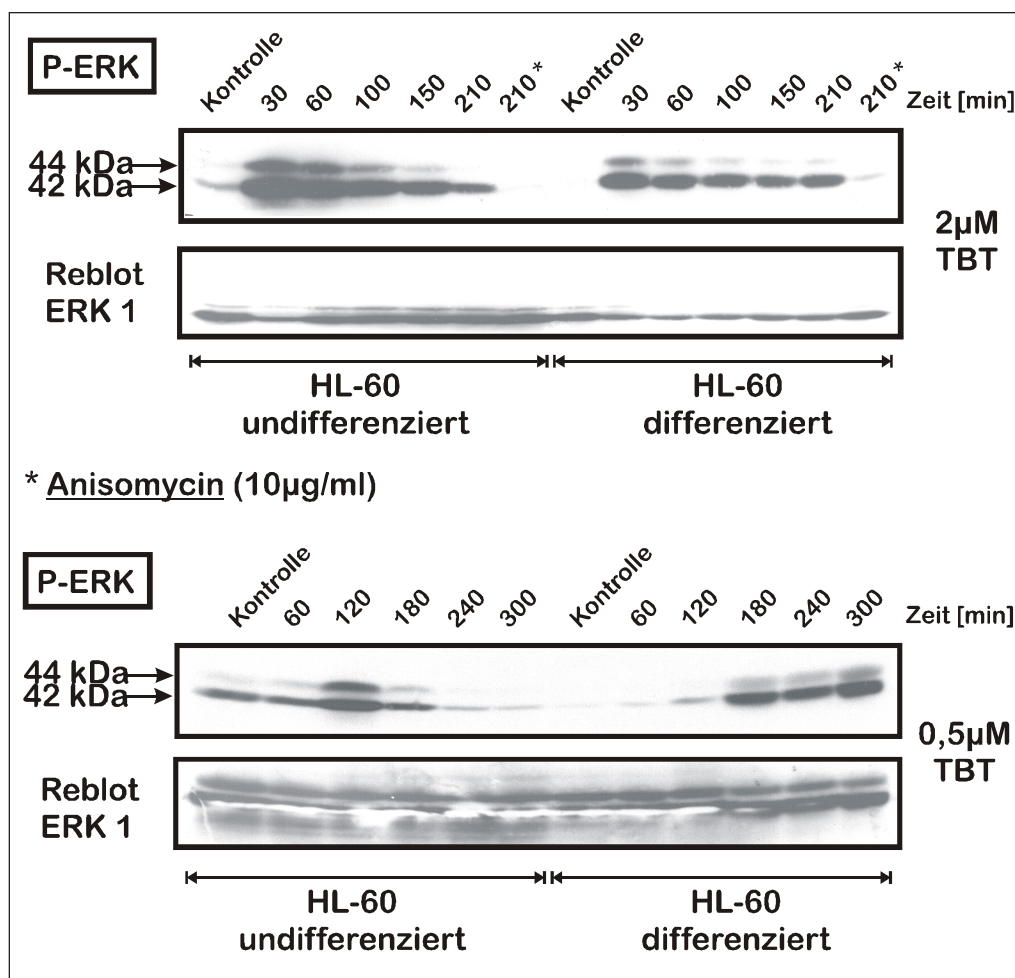 P-ERK
Kontrolle 30 60 100 150 210 210* Kontrolle 30 60 100 150 210 210* Zeit [min]
44 kDa
42 kDa
2µM
TBT
Reblot
ERK 1
HL-60
undifferenziert
HL-60
differenziert
* Anisomycin (10µg/ml)
P-ERK
Kontrolle 60 120 180 240 300 Kontrolle 60 120 180 240 300 Zeit [min]
44 kDa
42 kDa
0,5µM
TBT
Reblot
ERK 1
HL-60
undifferenziert
HL-60
differenziert